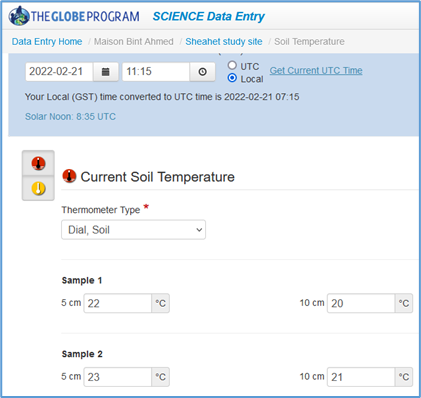 THE GLOBE PROGRAM SCIENCE Data Entry
Data Entry Home / Maison Bint Ahmed / Sheahet study site / Soil Temperature
UTC
2022-02-21 11:15 Local Get Current UTC Time
Your Local (GST) time converted to UTC time is 2022-02-21 07:15
Solar Noon: 8:35 UTC
Current Soil Temperature
Thermometer Type *
Dial, Soil
Sample 1
5 cm 22 °C 10 cm 20 °C
Sample 2
5 cm 23 °C 10 cm 21 °C